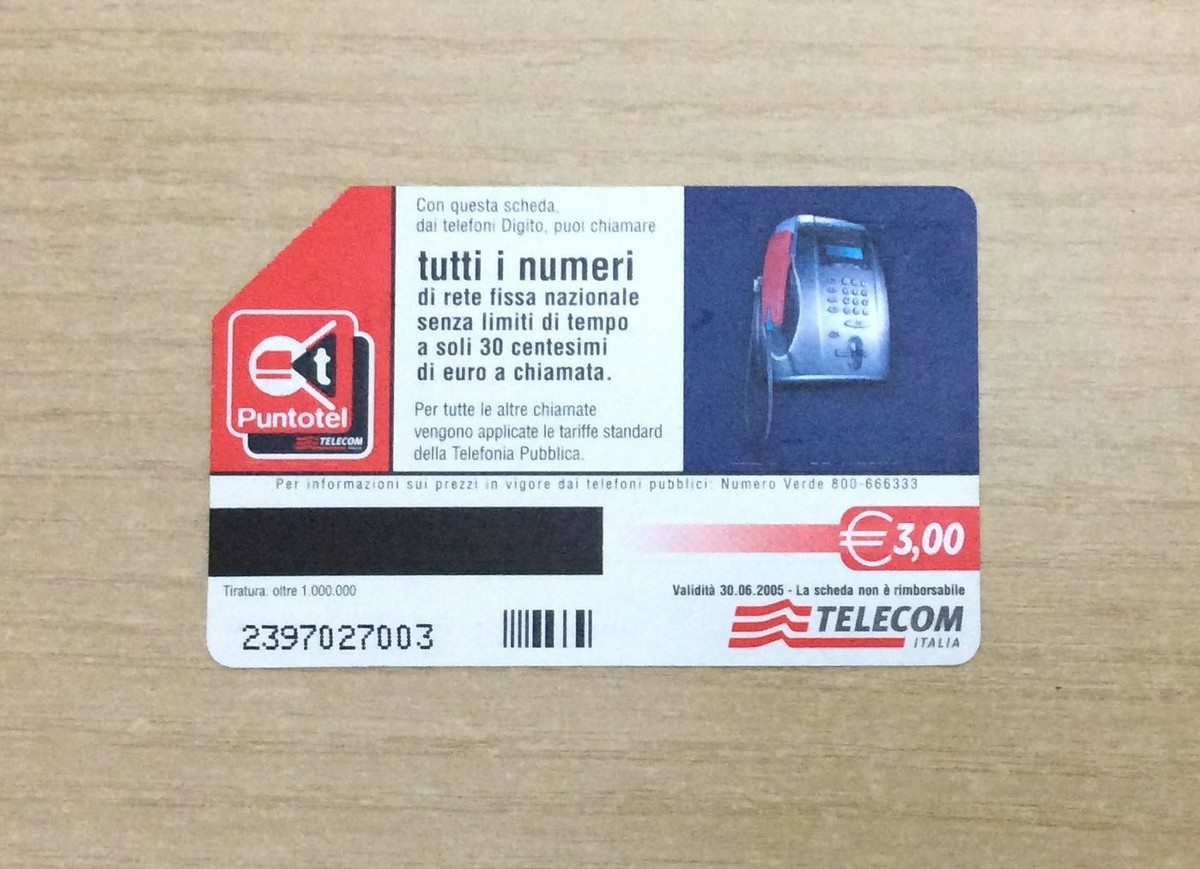 Con questa scheda,
dai telefoni Digito, puoi chiamare
tutti i numeri
di rete fissa nazionale
senza limiti di tempo
a soli 30 centesimi
di euro a chiamata.
Per tutte le altre chiamate
vengono applicate le tariffe standard
della Telefonia Pubblica.
t
Puntotel
TELECOM
ITALIA
Per informazioni sui prezzi in vigore dai telefoni pubblici: Numero Verde 800-666333
€3,00
Tiratura: oltre 1.000.000
Validità 30.06.2005 - La scheda non è rimborsabile
2397027003
TELECOM
ITALIA